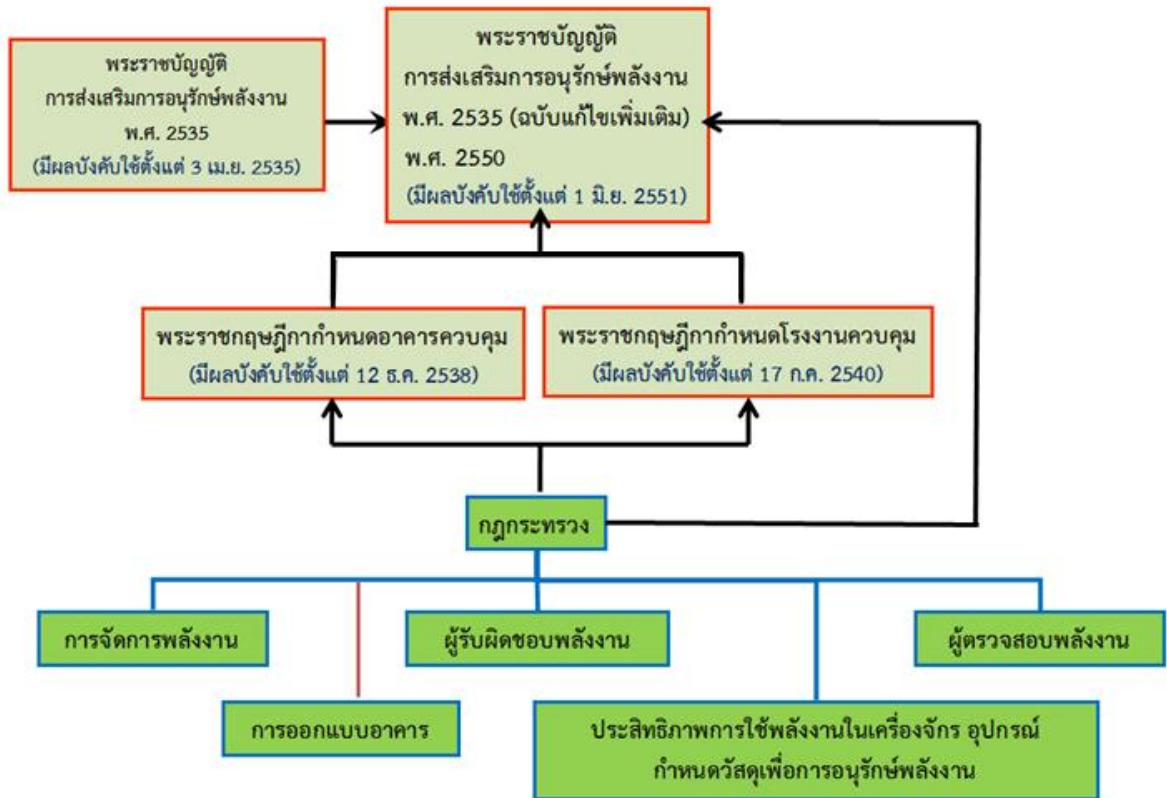 พระราชบัญญัติ
การส่งเสริมการอนุรักษ์พลังงาน
พ.ศ. 2535
(มีผลบังคับใช้ตั้งแต่ 3 เม.ย. 2535)
พระราชบัญญัติ
การส่งเสริมการอนุรักษ์พลังงาน
พ.ศ. 2535 (ฉบับแก้ไขเพิ่มเติม)
พ.ศ. 2550
(มีผลบังคับใช้ตั้งแต่ 1 มิ.ย. 2551)
พระราชกฤษฎีกากำหนดอาคารควบคุม
(มีผลบังคับใช้ตั้งแต่ 12 ธ.ค. 2538)
พระราชกฤษฎีกากำหนดโรงงานควบคุม
(มีผลบังคับใช้ตั้งแต่ 17 ก.ค. 2540)
กฎกระทรวง
การจัดการพลังงาน
ผู้รับผิดชอบพลังงาน
ผู้ตรวจสอบพลังงาน
การออกแบบอาคาร
ประสิทธิภาพการใช้พลังงานในเครื่องจักร อุปกรณ์
กำหนดวัสดุเพื่อการอนุรักษ์พลังงาน